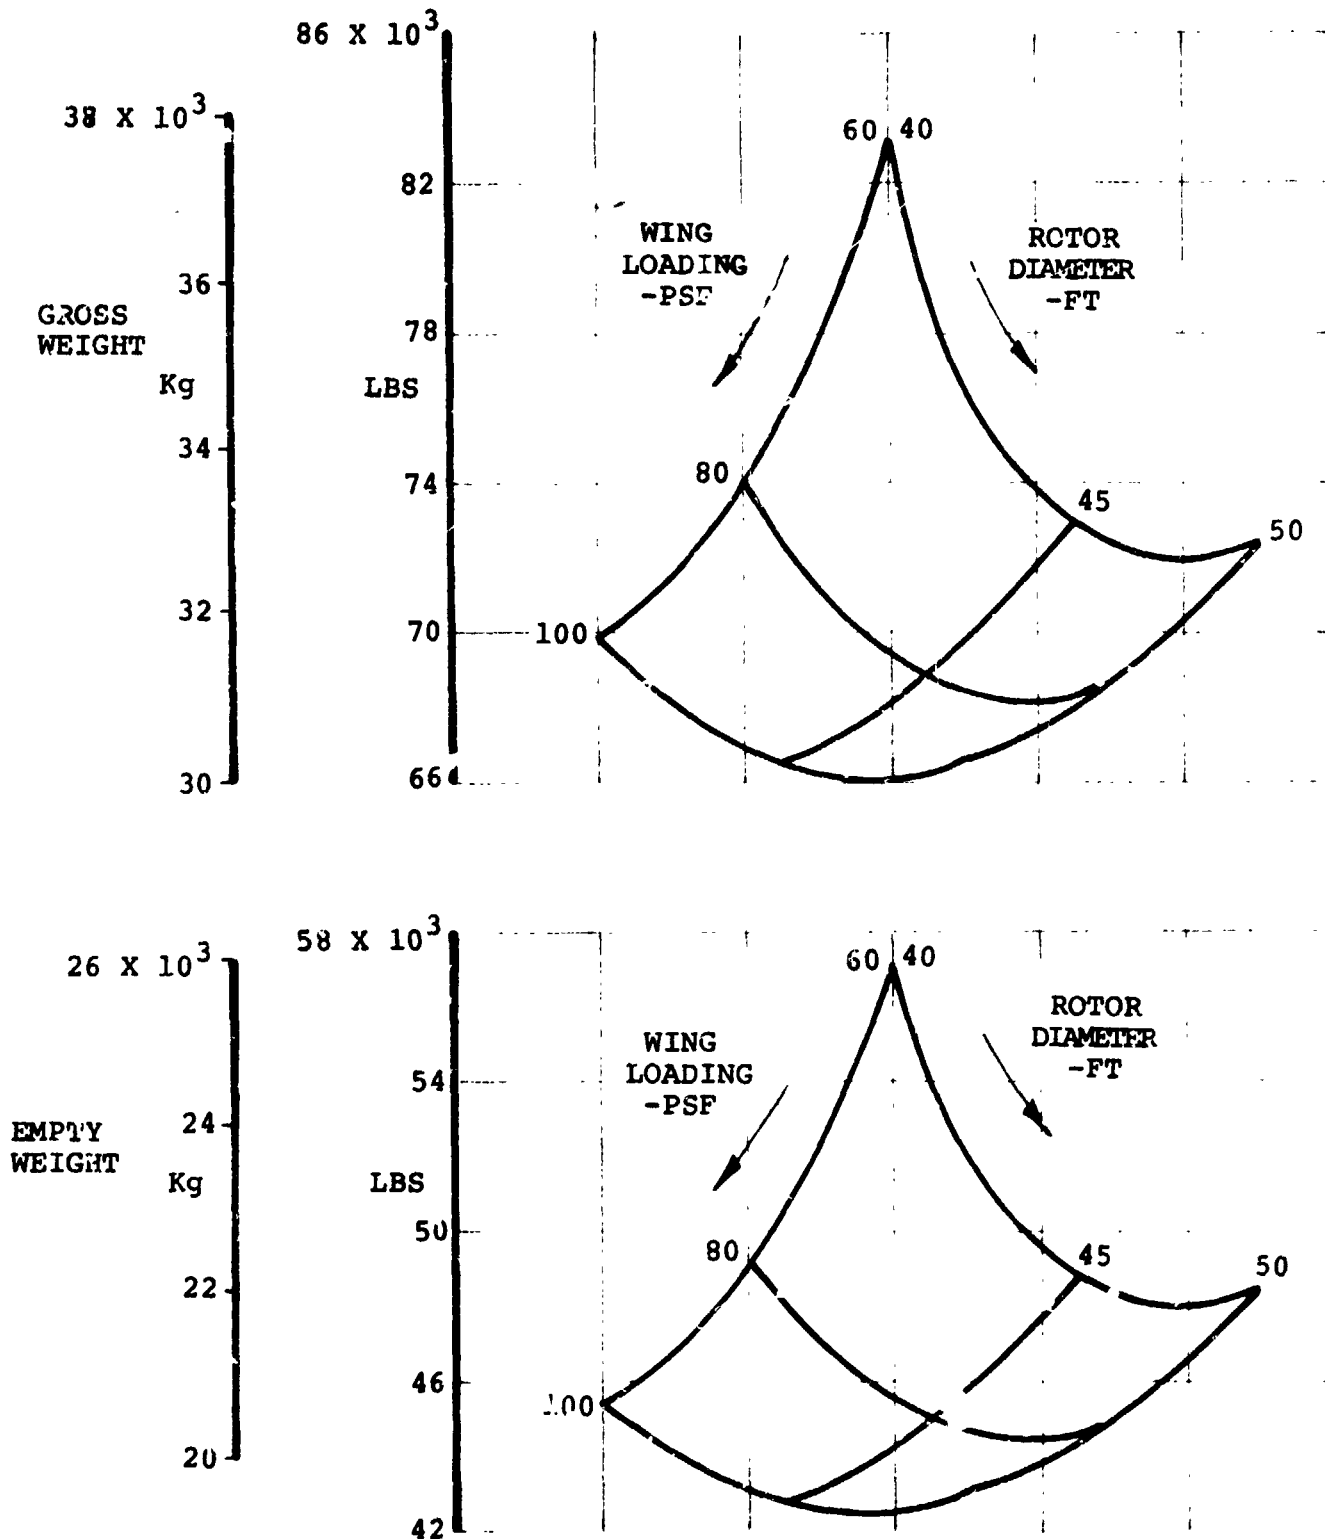 86 X 10³
38 X 10³
60 40
82
WING
LOADING
-PSF
ROTOR
DIAMETER
-FT
36
GROSS
WEIGHT
78
Kg
LBS
34
80
74
45
50
32
70
100
30
66
58 X 10³
26 X 10³
60 40
ROTOR
DIAMETER
-FT
WING
LOADING
-PSF
54
24
EMPTY
WEIGHT
Kg
LBS
50
80
45
50
22
46
100
20
42